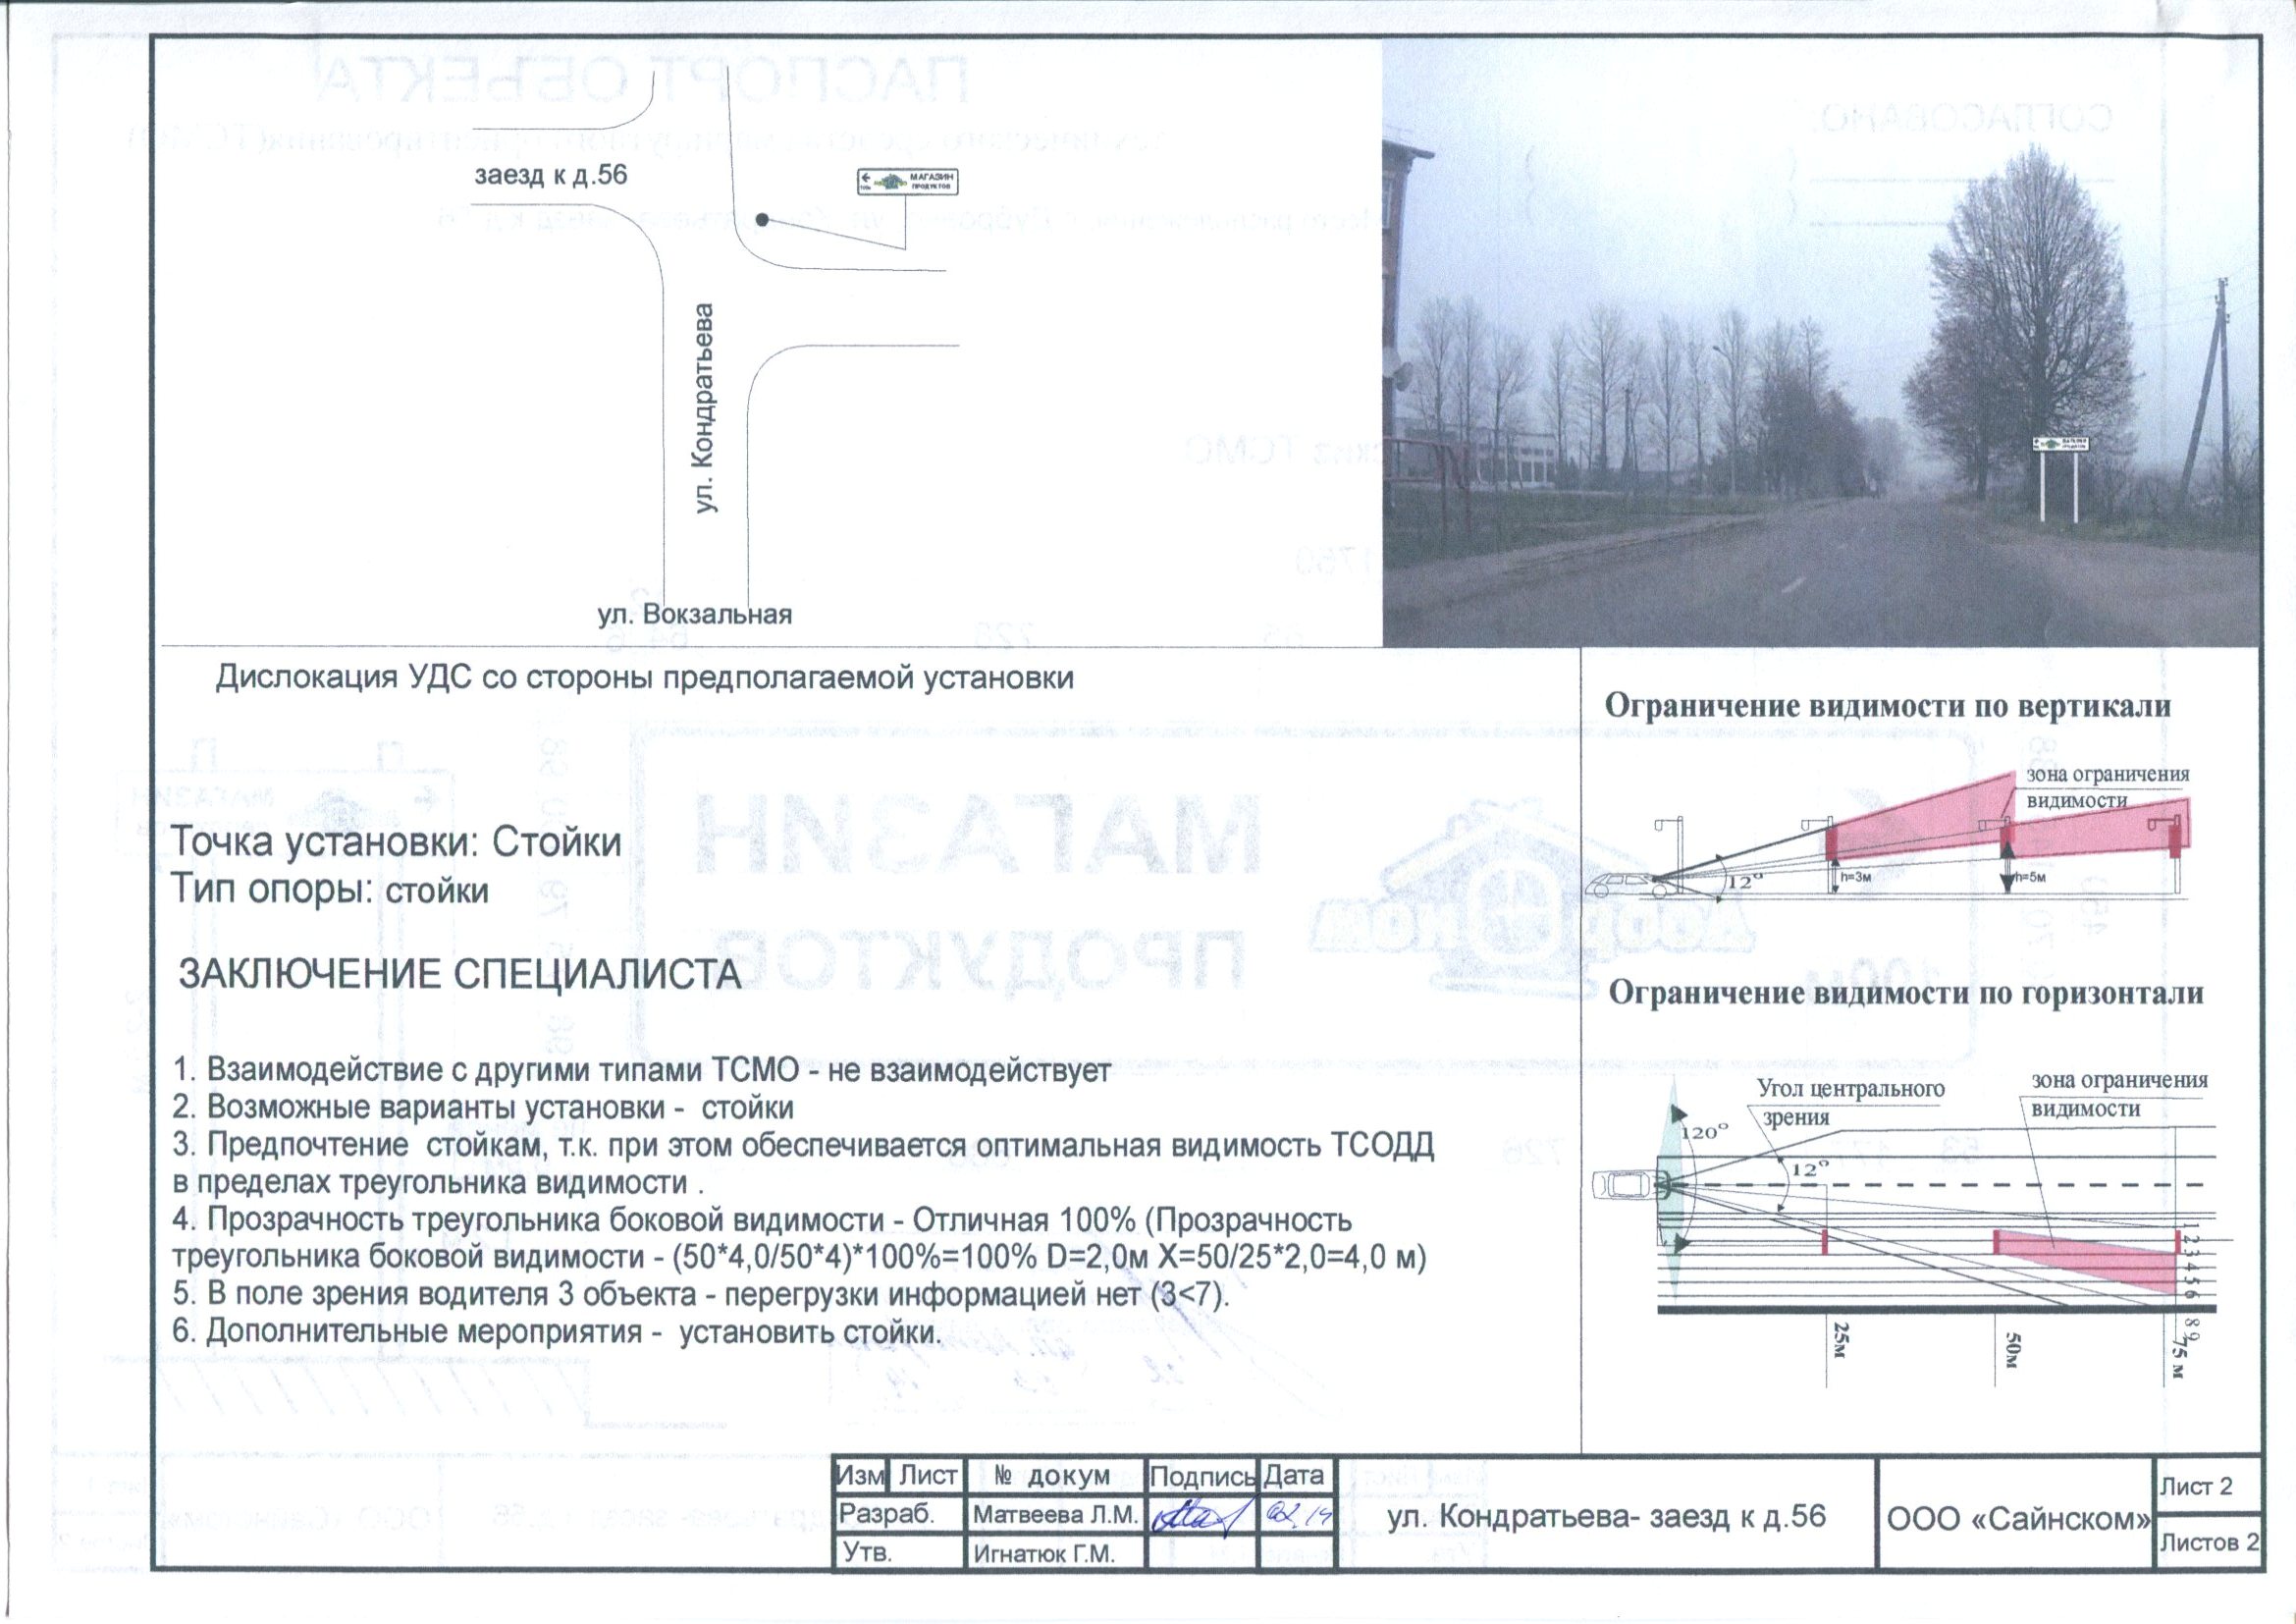 заезд к д.56
МАГАЗИН
ПРОДУКТОВ
ул. Кондратьева
ул. Вокзальная
Дислокация УДС со стороны предполагаемой установки
Точка установки: Стойки
Тип опоры: стойки
ЗАКЛЮЧЕНИЕ СПЕЦИАЛИСТА
1. Взаимодействие с другими типами ТСМО - не взаимодействует
2. Возможные варианты установки - стойки
3. Предпочтение стойкам, т.к. при этом обеспечивается оптимальная видимость ТСОДД
в пределах треугольника видимости .
4. Прозрачность треугольника боковой видимости - Отличная 100% (Прозрачность
треугольника боковой видимости - (50*4,0/50*4)*100%=100% D=2,0м X=50/25*2,0=4,0 м)
5. В поле зрения водителя 3 объекта - перегрузки информацией нет (3<7).
6. Дополнительные мероприятия - установить стойки.
Ограничение видимости по вертикали
зона ограничения
видимости
12°
h=3м
h=5м
Ограничение видимости по горизонтали
Угол центрального
зрения
зона ограничения
видимости
120°
12°
1 2 3 4 5 6
8 9
25м
50м
75 м
Изм Лист № докум Подпись Дата
Разраб. Матвеева Л.М. 02.14
Утв. Игнатюк Г.М.
ул. Кондратьева- заезд к д.56
ООО «Сайнском»
Лист 2
Листов 2